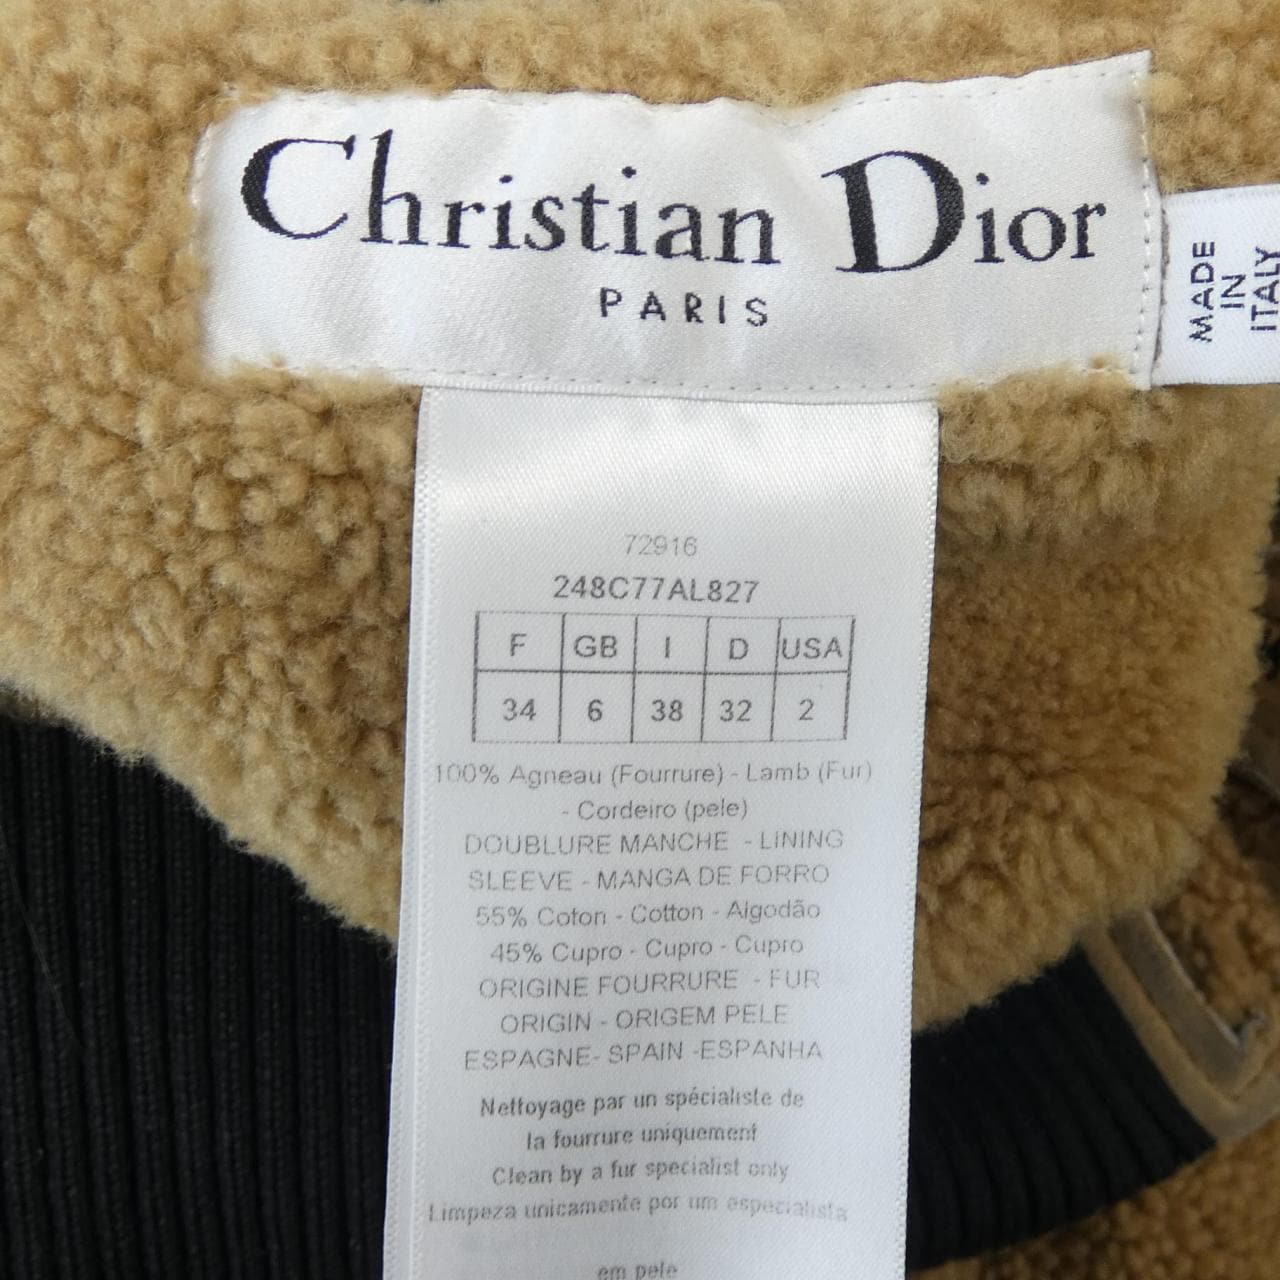 Christian Dior
PARIS
MADE
IN
ITALY
72916
248C77AL827
F GB I D USA
34 6 38 32 2
100% Agneau (Fourrure) - Lamb (Fur)
- Cordeiro (pele)
DOUBLURE MANCHE - LINING
SLEEVE - MANGA DE FORRO
55% Coton - Cotton - Algodão
45% Cupro - Cupro - Cupro
ORIGINE FOURRURE - FUR
ORIGIN - ORIGEM PELE
ESPAGNE- SPAIN -ESPANHA
Nettoyage par un spécialiste de
la fourrure uniquement
Clean by a fur specialist only
Limpeza unicamente por um especialista
em pele